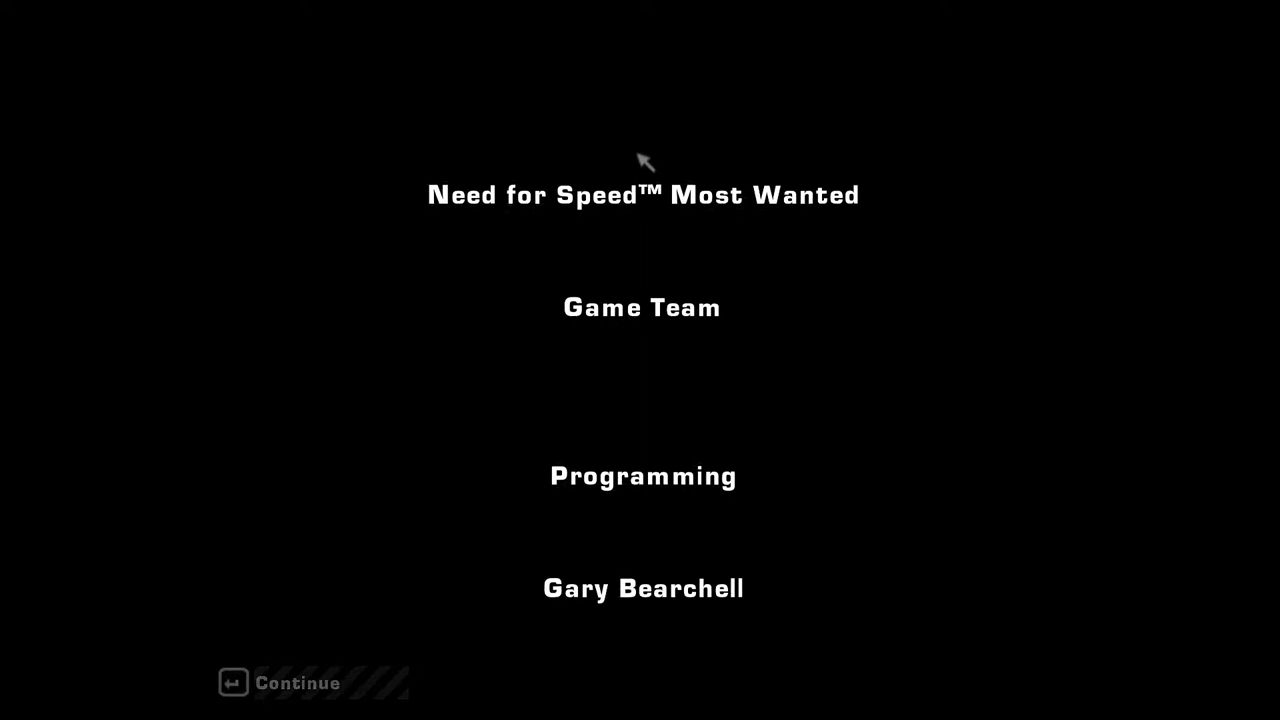 Need for Speed™ Most Wanted
Game Team
Programming
Gary Bearchell
Continue